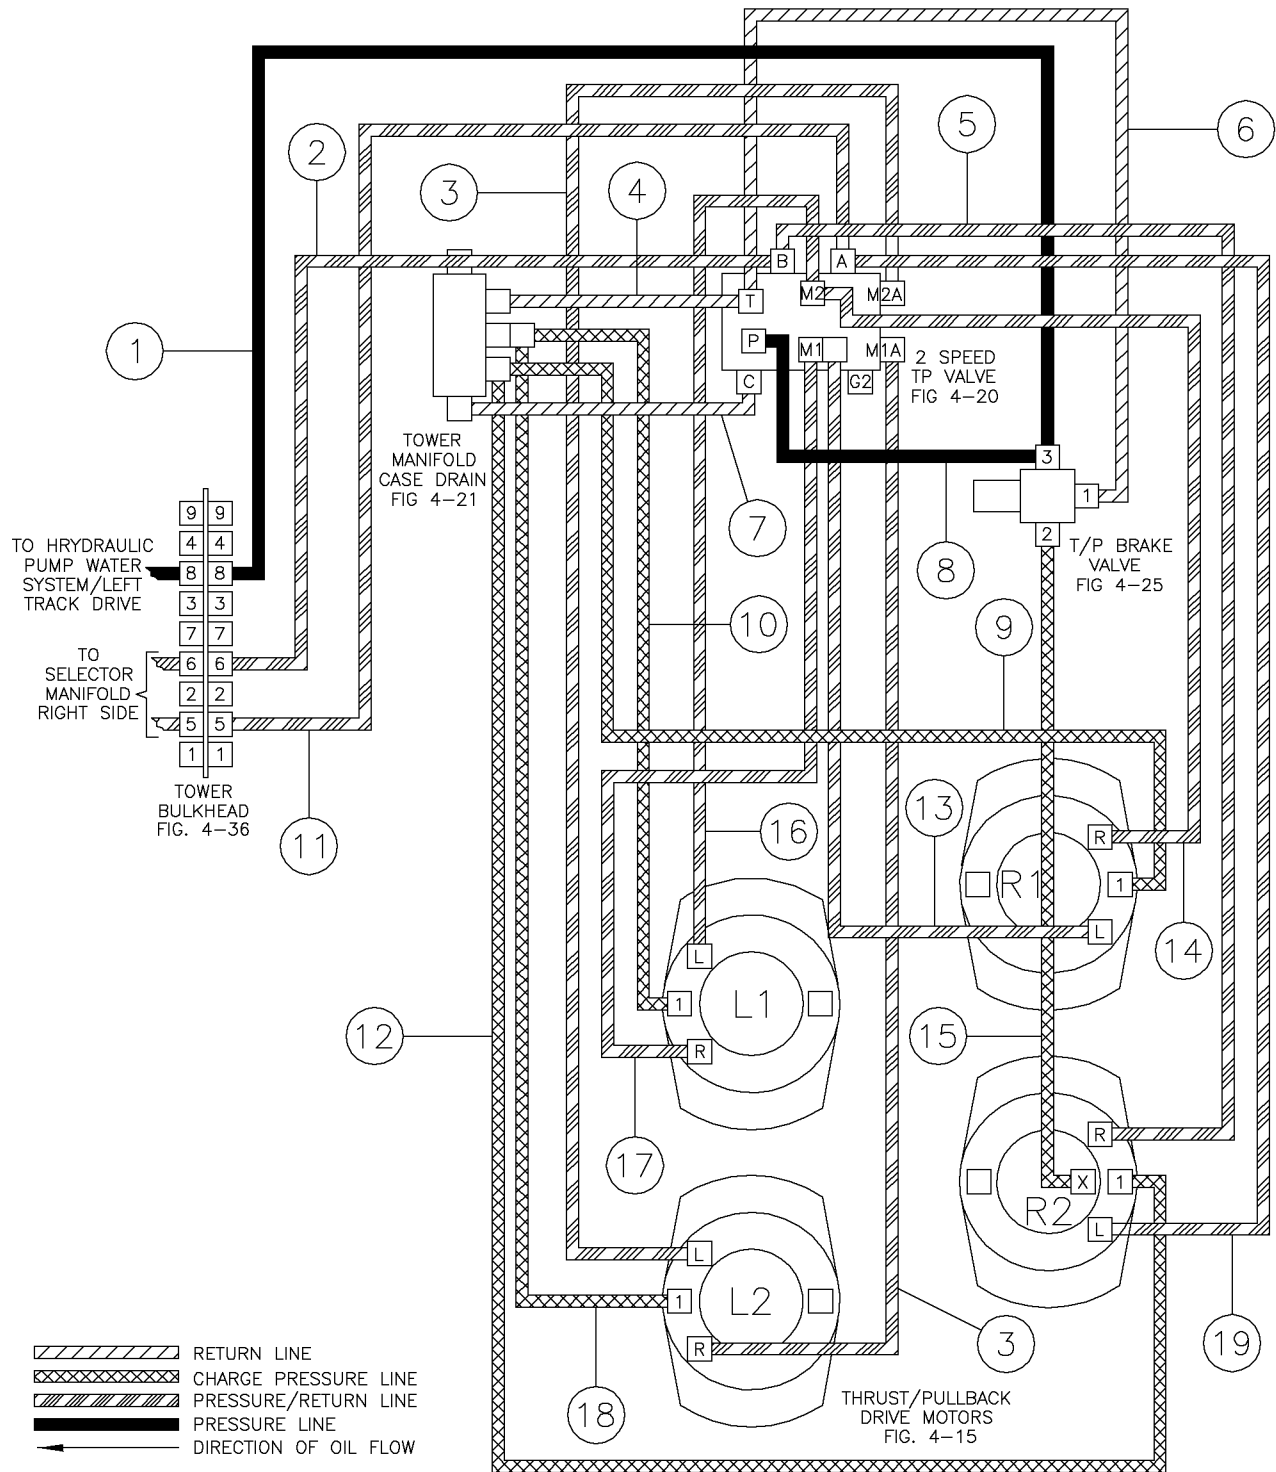 1
2
3
4
5
6
B
A
T
M2
M2A
P
M1
M1A
C
G2
2 SPEED
TP VALVE
FIG 4-20
TOWER
MANIFOLD
CASE DRAIN
FIG 4-21
7
8
3
1
2
T/P BRAKE
VALVE
FIG 4-25
9 9
4 4
8 8
3 3
7 7
6 6
2 2
5 5
1 1
TO HRYDRAULIC
PUMP WATER
SYSTEM/LEFT
TRACK DRIVE
TO
SELECTOR
MANIFOLD
RIGHT SIDE
TOWER
BULKHEAD
FIG. 4-36
9
10
11
12
13
14
15
16
17
R
R1
1
L
L
1
L1
R
R
X
1
R2
L
L
1
L2
R
18
3
19
THRUST/PULLBACK
DRIVE MOTORS
FIG. 4-15
RETURN LINE
CHARGE PRESSURE LINE
PRESSURE/RETURN LINE
PRESSURE LINE
DIRECTION OF OIL FLOW